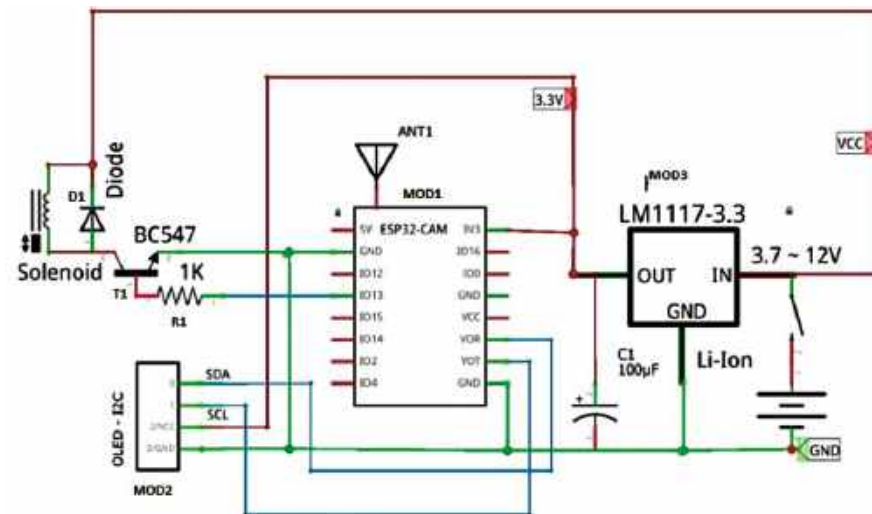 3.3V
VCC
ANT1
MOD1
MOD3
LM1117-3.3
3.7 ~ 12V
OUT
IN
GND
Li-Ion
C1
100µF
+
GND
Diode
D1
BC547
Solenoid
T1
1K
R1
ESP32-CAM
5V
GND
IO12
IO13
IO15
IO14
IO2
IO4
3V3
IO16
IO0
GND
VCC
VOR
VOT
GND
OLED - I2C
SDA
SCL
MOD2